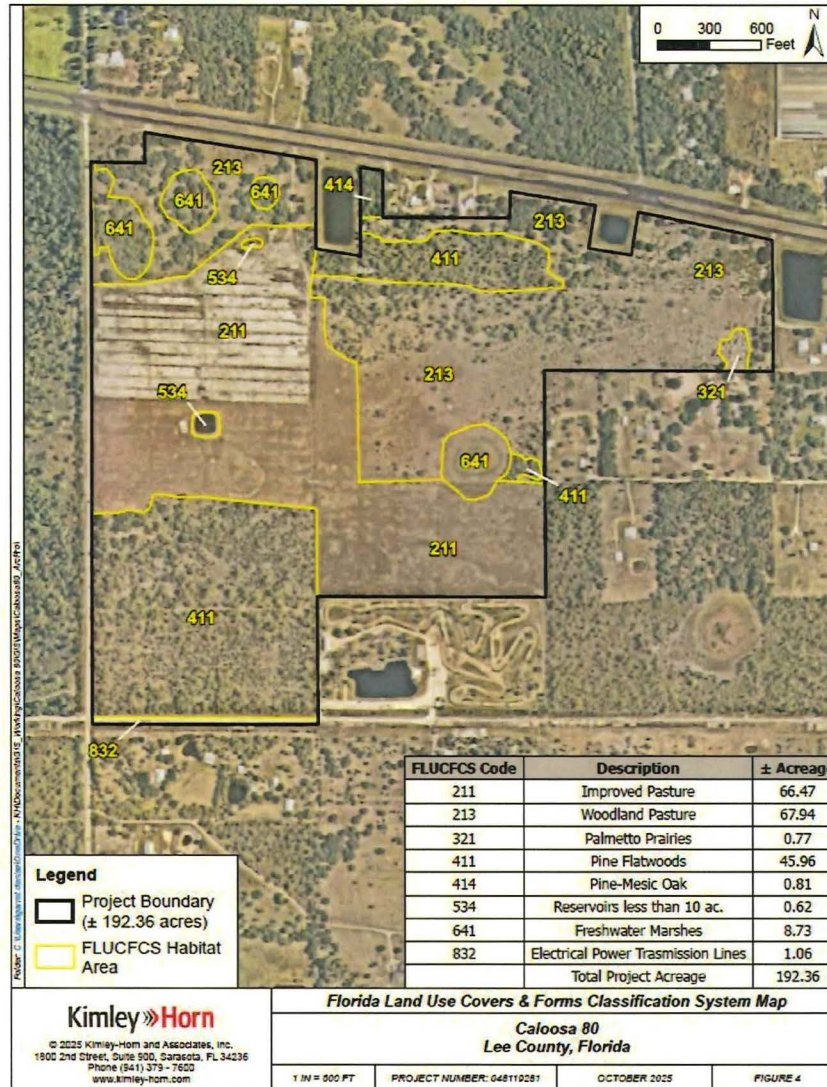 N
0 300 600
Feet
213
641
641
414
641
213
534
411
213
211
213
534
321
641
411
211
411
832
FLUCFCS Code Description ± Acreag
211 Improved Pasture 66.47
213 Woodland Pasture 67.94
321 Palmetto Prairies 0.77
411 Pine Flatwoods 45.96
414 Pine-Mesic Oak 0.81
534 Reservoirs less than 10 ac. 0.62
641 Freshwater Marshes 8.73
832 Electrical Power Trasmission Lines 1.06
Total Project Acreage 192.36
Legend
Project Boundary
(± 192.36 acres)
FLUCFCS Habitat
Area
Kimley»Horn
© 2025 Kimley-Horn and Associates, Inc.
1800 2nd Street, Suite 900, Sarasota, FL 34236
Phone (941) 379 - 7600
www.kimley-horn.com
Florida Land Use Covers & Forms Classification System Map
Caloosa 80
Lee County, Florida
1 IN = 600 FT PROJECT NUMBER: 048119281 OCTOBER 2025 FIGURE 4